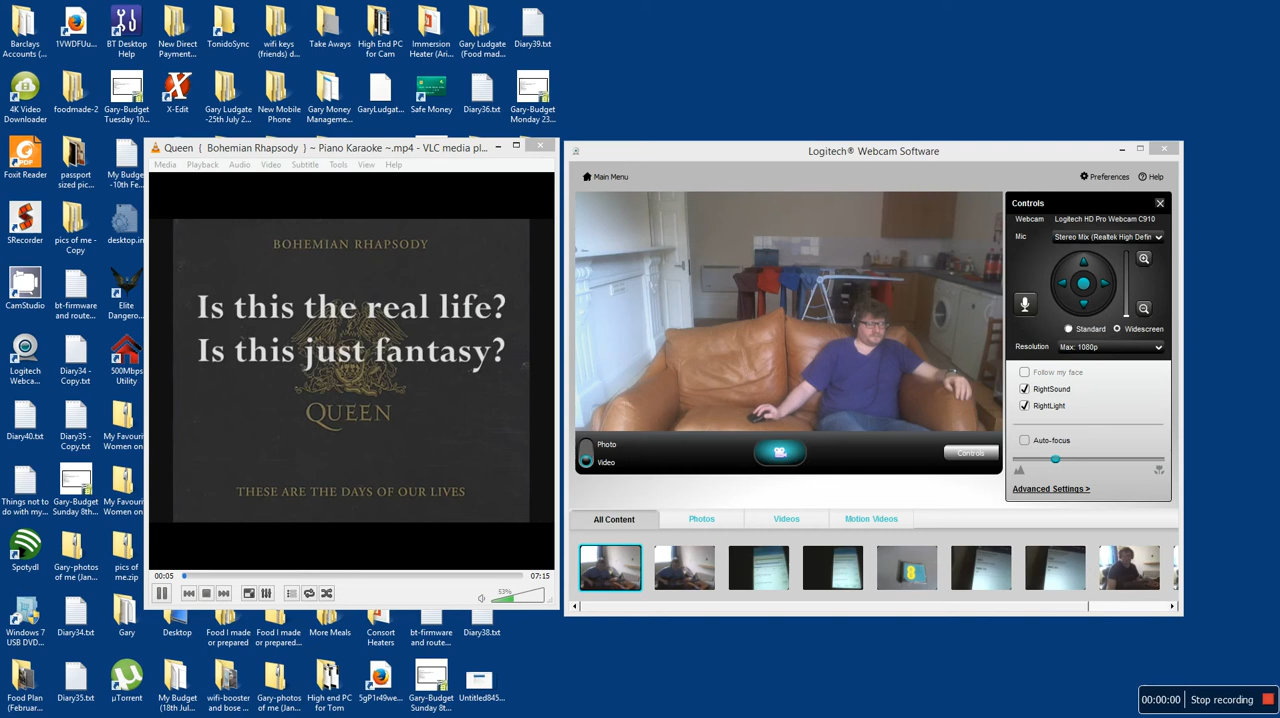 Barclays
Accounts (...
1VWDFUu...
BT Desktop
Help
New Direct
Payment...
TonidoSync
wifi keys
(friends) d...
Take Aways
High End PC
for Cam
Immersion
Heater (Ari...
Gary Ludgate
(Food mad...
Diary39.txt
4K Video
Downloader
foodmade-2
Gary-Budget
Tuesday 10...
X-Edit
Gary Ludgate
-25th July 2...
New Mobile
Phone
Gary Money
Manageme...
GaryLudgat...
Safe Money
Diary36.txt
Gary-Budget
Monday 23...
Foxit Reader
passport
sized pic...
My Budget
-10th Fe...
SRecorder
pics of me -
Copy
desktop.in
CamStudio
bt-firmware
and route...
Elite
Dangero...
Logitech
Webca...
Diary34 -
Copy.txt
500Mbps
Utility
Diary40.txt
Diary35 -
Copy.txt
My Favouri
Women on
Things not to
do with my...
Gary-Budget
Sunday 8th...
My Favouri
Women on
Spotydl
Gary-photos
of me (Jan...
pics of
me.zip
Windows 7
USB DVD...
Diary34.txt
Gary
Desktop
Food I made
or prepared
Food I made
or prepared...
More Meals
Consort
Heaters
bt-firmware
and route...
Diary38.txt
Food Plan
(Februar...
Diary35.txt
µTorrent
My Budget
(18th Jul...
wifi-booster
and bose ...
Gary-photos
of me (Jan...
High end PC
for Tom
5gP1r49we...
Gary-Budget
Sunday 8...
Untitled845...
Queen { Bohemian Rhapsody } ~ Piano Karaoke ~.mp4 - VLC media pl...
Media Playback Audio Video Subtitle Tools View Help
BOHEMIAN RHAPSODY
Is this the real life?
Is this just fantasy?
QUEEN
THESE ARE THE DAYS OF OUR LIVES
00:05
07:15
53%
Logitech® Webcam Software
Main Menu
Preferences
Help
Controls
Webcam Logitech HD Pro Webcam C910
Mic Stereo Mix (Realtek High Defin
Standard Widescreen
Resolution Max: 1080p
Follow my face
RightSound
RightLight
Auto-focus
Advanced Settings >
Photo
Video
Controls
All Content Photos Videos Motion Videos
00:00:00 Stop recording